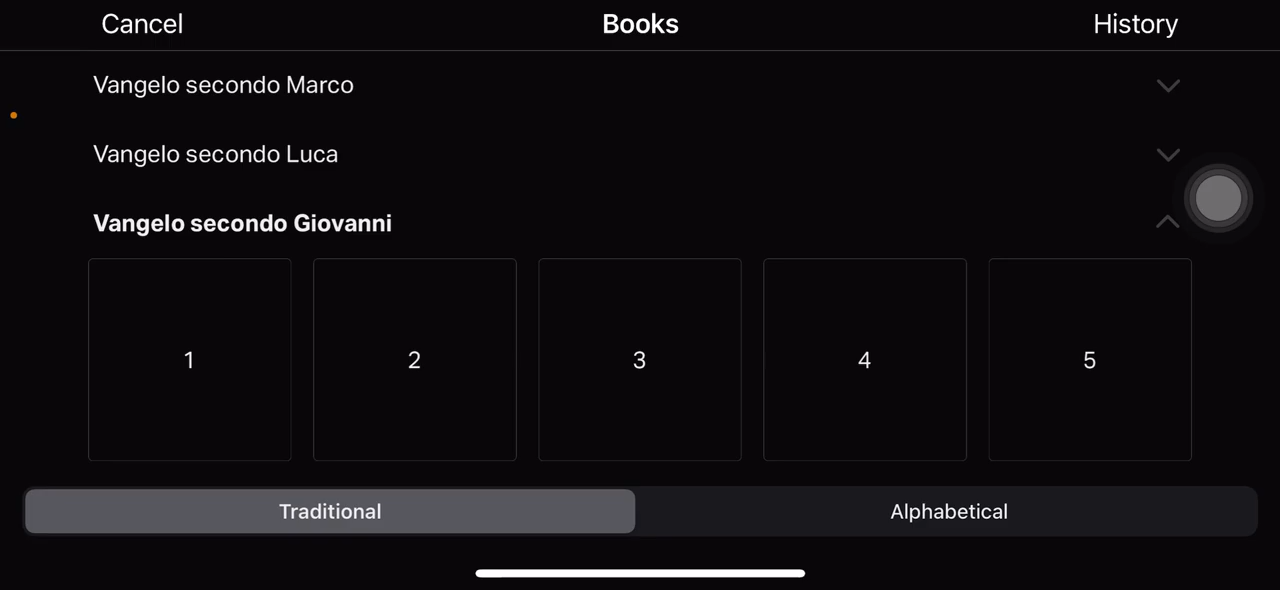 Cancel Books History
Vangelo secondo Marco
Vangelo secondo Luca
Vangelo secondo Giovanni
1 2 3 4 5
Traditional Alphabetical